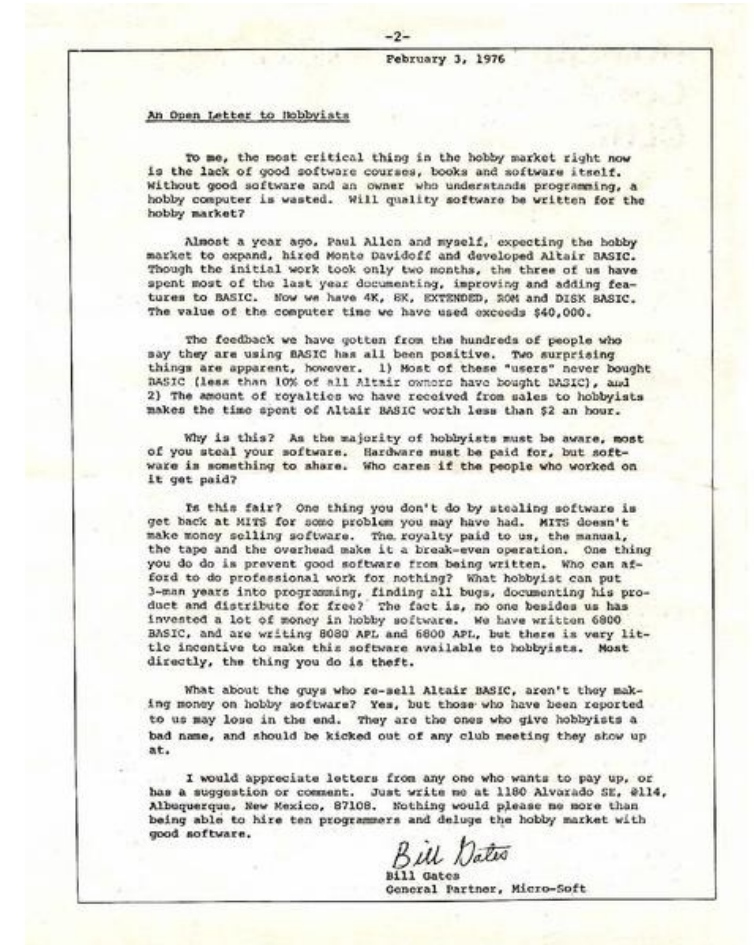 -2-
February 3, 1976
An Open Letter to Hobbyists
To me, the most critical thing in the hobby market right now
is the lack of good software courses, books and software itself.
Without good software and an owner who understands programming, a
hobby computer is wasted. Will quality software be written for the
hobby market?
Almost a year ago, Paul Allen and myself, expecting the hobby
market to expand, hired Monte Davidoff and developed Altair BASIC.
Though the initial work took only two months, the three of us have
spent most of the last year documenting, improving and adding fea-
tures to BASIC. Now we have 4K, 8K, EXTENDED, ROM and DISK BASIC.
The value of the computer time we have used exceeds $40,000.
The feedback we have gotten from the hundreds of people who
say they are using BASIC has all been positive. Two surprising
things are apparent, however. 1) Most of these "users" never bought
BASIC (less than 10% of all Altair owners have bought BASIC), and
2) The amount of royalties we have received from sales to hobbyists
makes the time spent of Altair BASIC worth less than $2 an hour.
Why is this? As the majority of hobbyists must be aware, most
of you steal your software. Hardware must be paid for, but soft-
ware is something to share. Who cares if the people who worked on
it get paid?
Is this fair? One thing you don't do by stealing software is
get back at MITS for some problem you may have had. MITS doesn't
make money selling software. The royalty paid to us, the manual,
the tape and the overhead make it a break-even operation. One thing
you do do is prevent good software from being written. Who can af-
ford to do professional work for nothing? What hobbyist can put
3-man years into programming, finding all bugs, documenting his pro-
duct and distribute for free? The fact is, no one besides us has
invested a lot of money in hobby software. We have written 6800
BASIC, and are writing 8080 APL and 6800 APL, but there is very lit-
tle incentive to make this software available to hobbyists. Most
directly, the thing you do is theft.
What about the guys who re-sell Altair BASIC, aren't they mak-
ing money on hobby software? Yes, but those who have been reported
to us may lose in the end. They are the ones who give hobbyists a
bad name, and should be kicked out of any club meeting they show up
at.
I would appreciate letters from any one who wants to pay up, or
has a suggestion or comment. Just write me at 1180 Alvarado SE, #114,
Albuquerque, New Mexico, 87108. Nothing would please me more than
being able to hire ten programmers and deluge the hobby market with
good software.
Bill Gates
Bill Gates
General Partner, Micro-Soft